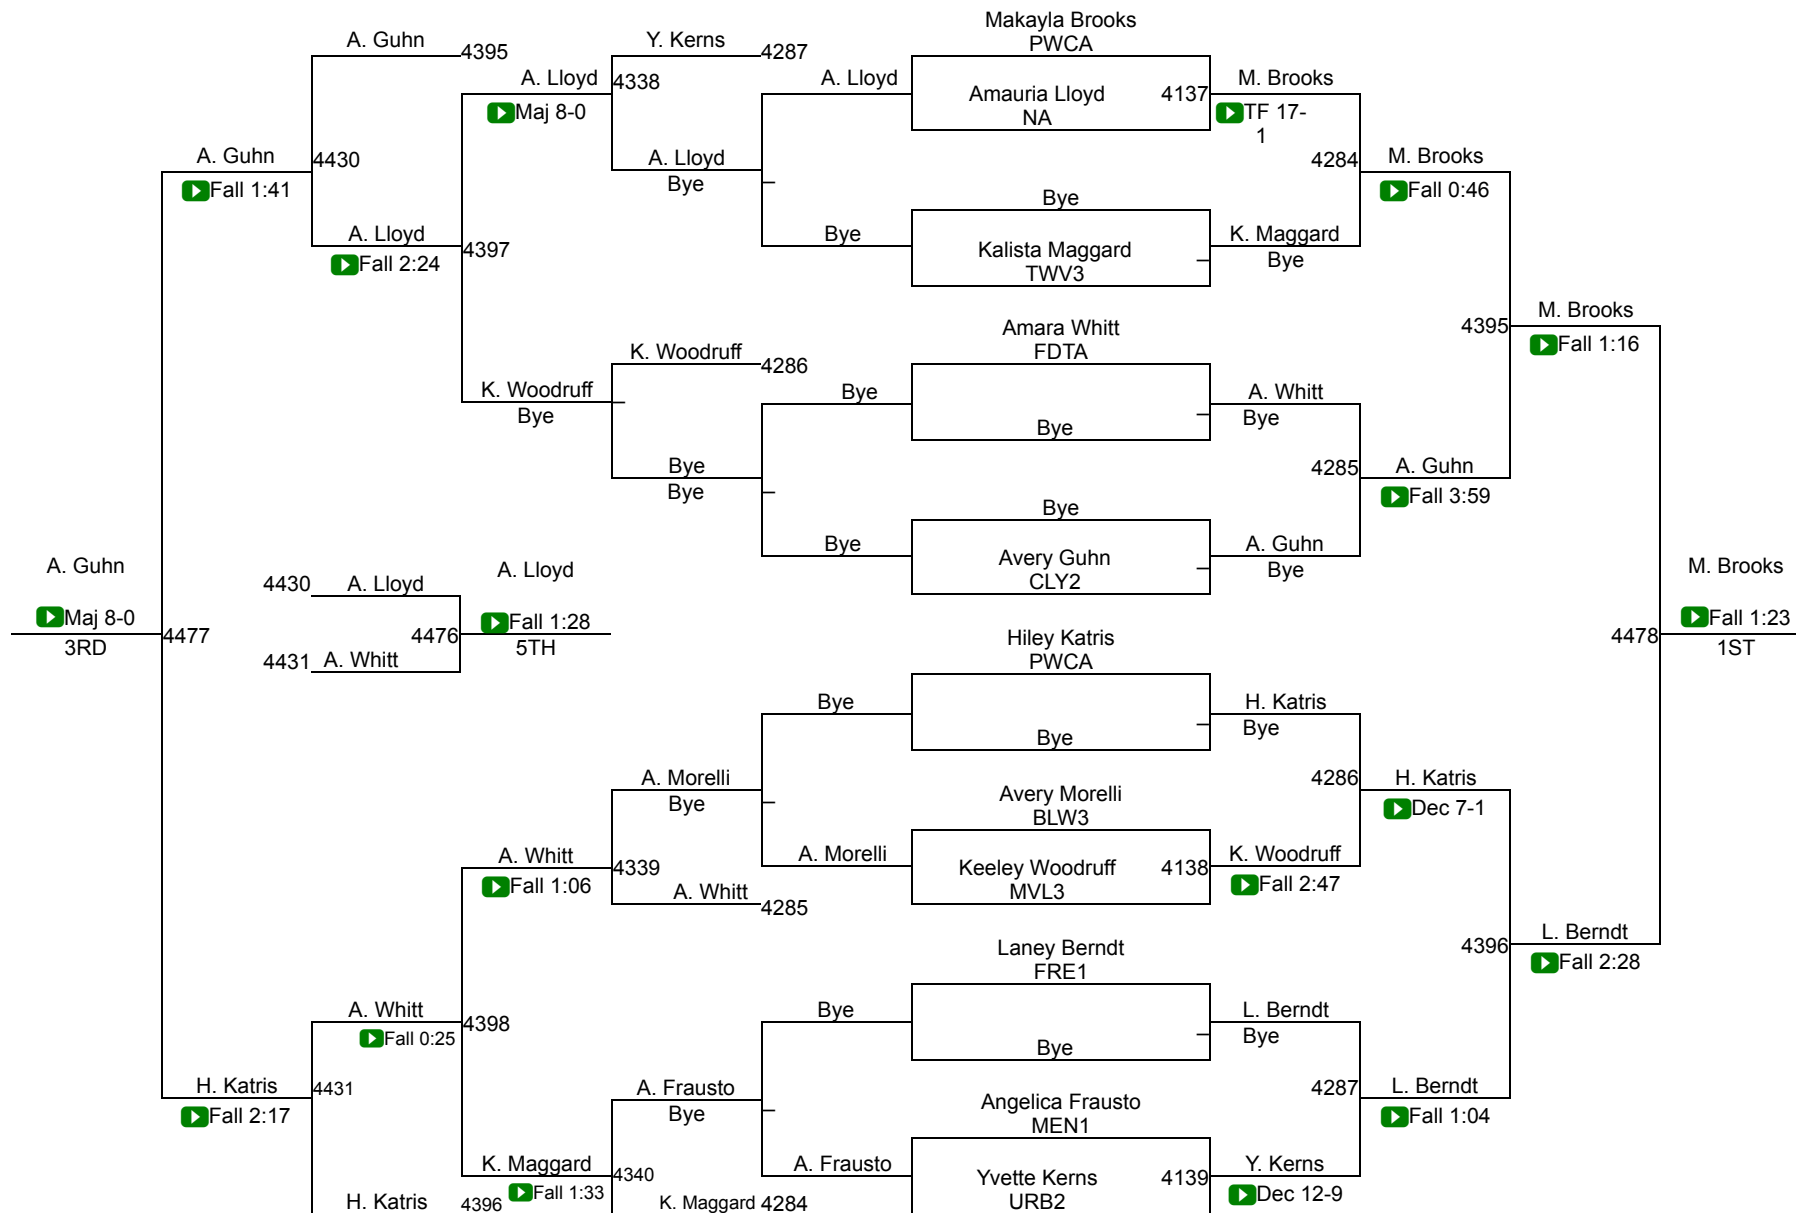 Makayla Brooks
PWCA
A. Guhn
4395
Y. Kerns
4287
A. Lloyd
4338
Maj 8-0
A. Lloyd
Amauria Lloyd
NA
4137
M. Brooks
TF 17-
1
A. Guhn
4430
Fall 1:41
A. Lloyd
Bye
4284
M. Brooks
Fall 0:46
Bye
A. Lloyd
4397
Fall 2:24
Bye
Kalista Maggard
TWV3
K. Maggard
Bye
M. Brooks
4395
Fall 1:16
Amara Whitt
FDTA
K. Woodruff
4286
K. Woodruff
Bye
Bye
Bye
A. Whitt
Bye
Bye
Bye
4285
A. Guhn
Fall 3:59
Bye
Bye
Avery Guhn
CLY2
A. Guhn
Bye
A. Guhn
Maj 8-0
3RD
4477
4430
A. Lloyd
4431
A. Whitt
4476
A. Lloyd
Fall 1:28
5TH
M. Brooks
4478
Fall 1:23
1ST
Hiley Katris
PWCA
Bye
Bye
H. Katris
Bye
A. Morelli
Bye
4286
H. Katris
Dec 7-1
Avery Morelli
BLW3
A. Whitt
4339
Fall 1:06
A. Morelli
Keeley Woodruff
MVL3
4138
K. Woodruff
Fall 2:47
A. Whitt
4285
4396
L. Berndt
Fall 2:28
Laney Berndt
FRE1
A. Whitt
4398
Fall 0:25
Bye
Bye
L. Berndt
Bye
H. Katris
4431
Fall 2:17
A. Frausto
Bye
4287
L. Berndt
Fall 1:04
Angelica Frausto
MEN1
K. Maggard
4340
Fall 1:33
A. Frausto
Yvette Kerns
URB2
4139
Y. Kerns
Dec 12-9
H. Katris
4396
K. Maggard
4284